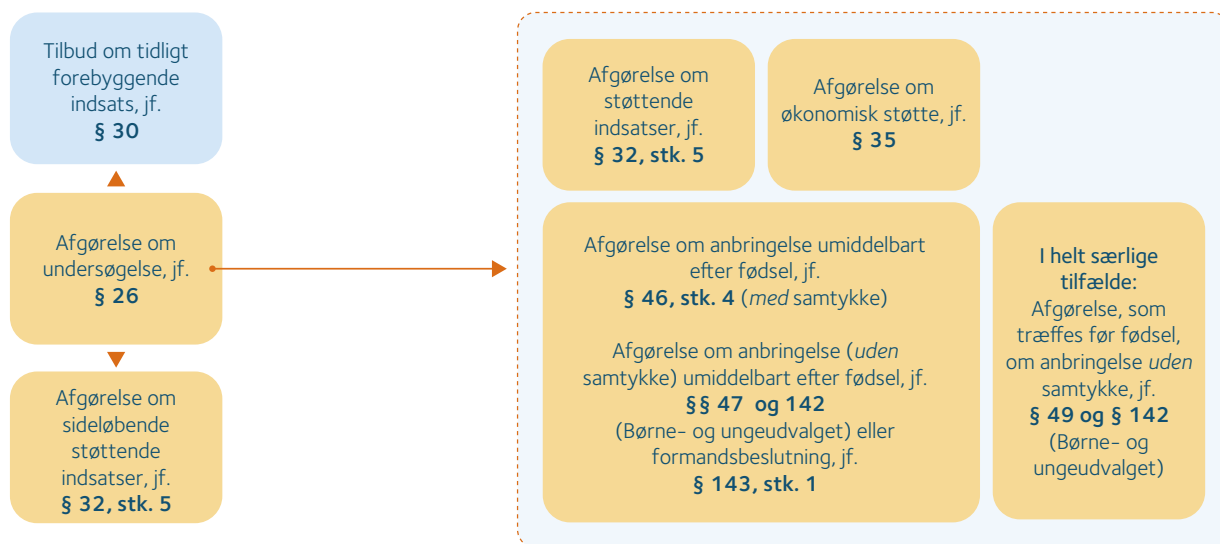 Tilbud om tidligt
forebyggende
indsats, jf.
§ 30
Afgørelse om
undersøgelse, jf.
§ 26
Afgørelse om
sideløbende
støttende
indsatser, jf.
§ 32, stk. 5
Afgørelse om
støttende
indsatser, jf.
§ 32, stk. 5
Afgørelse om
økonomisk støtte, jf.
§ 35
Afgørelse om anbringelse umiddelbart
efter fødsel, jf.
§ 46, stk. 4 (med samtykke)
Afgørelse om anbringelse (uden
samtykke) umiddelbart efter fødsel, jf.
§§ 47 og 142
(Børne- og ungeudvalget) eller
formandsbeslutning, jf.
§ 143, stk. 1
I helt særlige
tilfælde:
Afgørelse, som
træffes før fødsel,
om anbringelse uden
samtykke, jf.
§ 49 og § 142
(Børne- og
ungeudvalget)